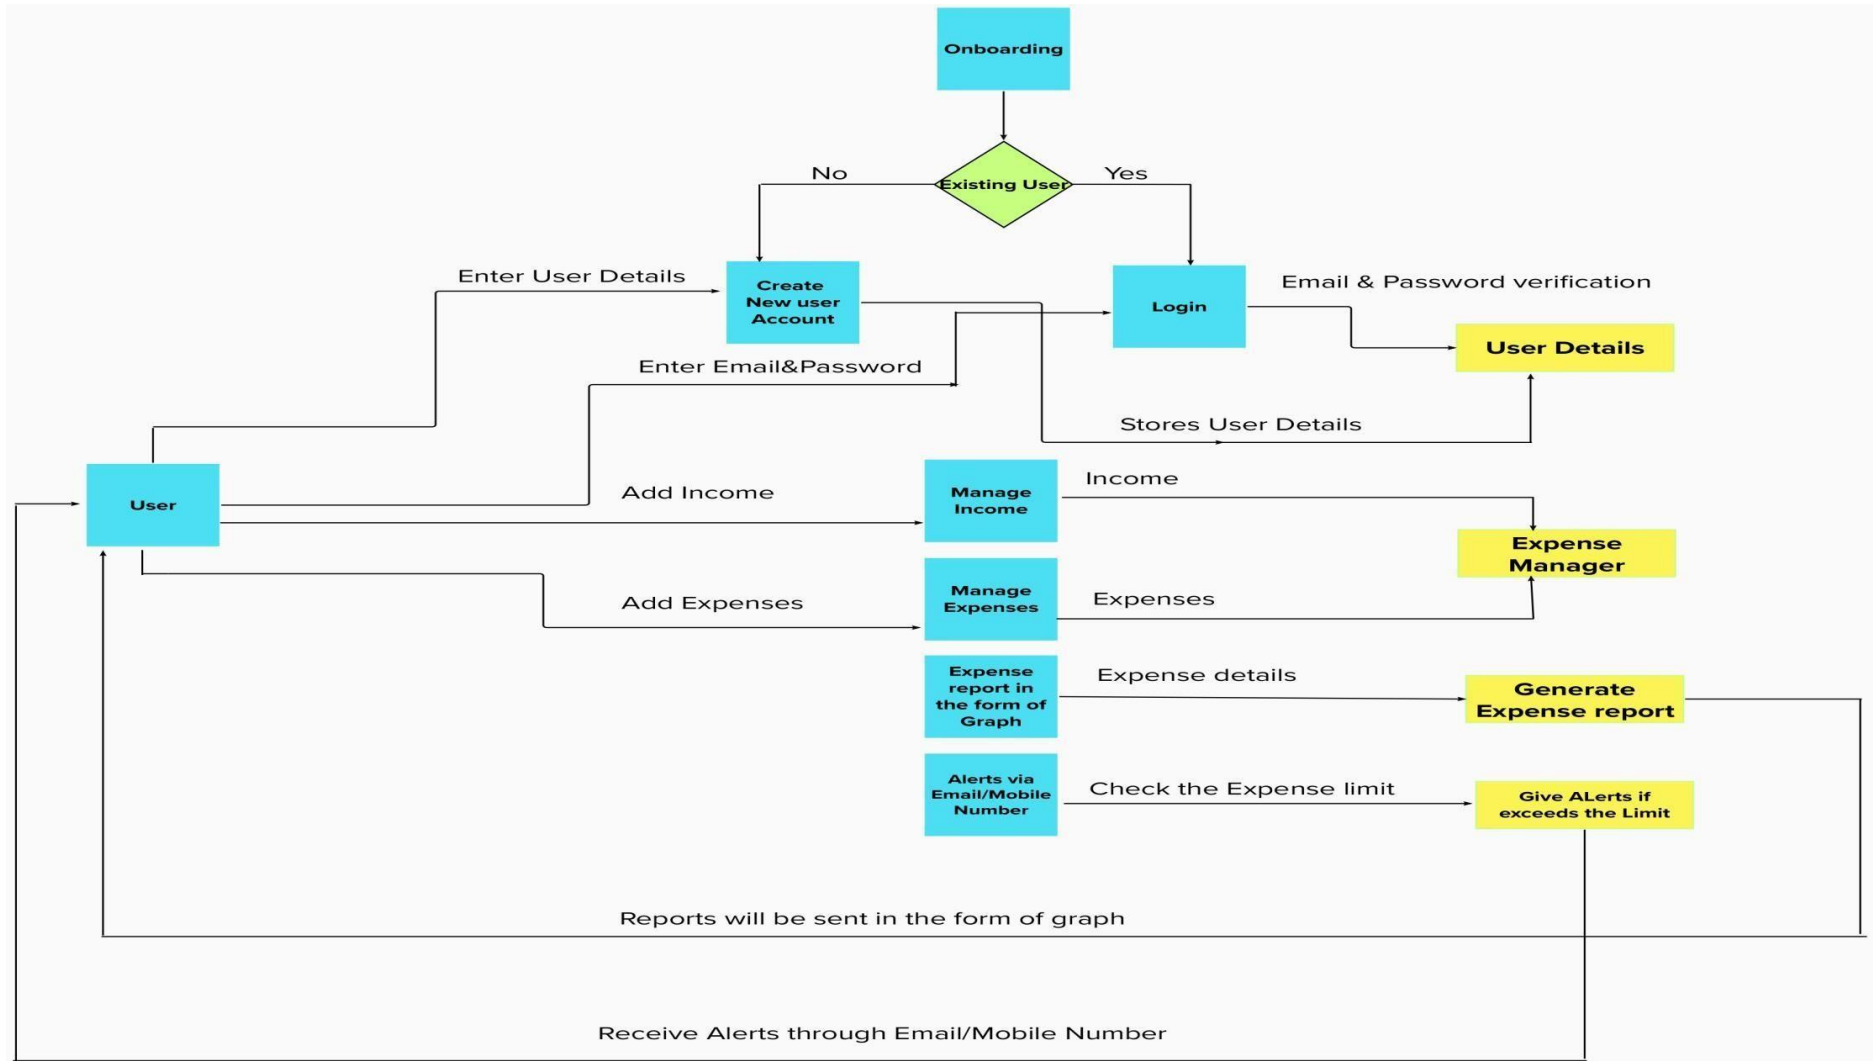 Onboarding
No
Existing User
Yes
Enter User Details
Create
New user
Account
Login
Email & Password verification
User Details
Enter Email&Password
Stores User Details
User
Add Income
Manage
Income
Income
Expense
Manager
Add Expenses
Manage
Expenses
Expenses
Expense
report in
the form of
Graph
Expense details
Generate
Expense report
Alerts via
Email/Mobile
Number
Check the Expense limit
Give ALerts if
exceeds the Limit
Reports will be sent in the form of graph
Receive Alerts through Email/Mobile Number